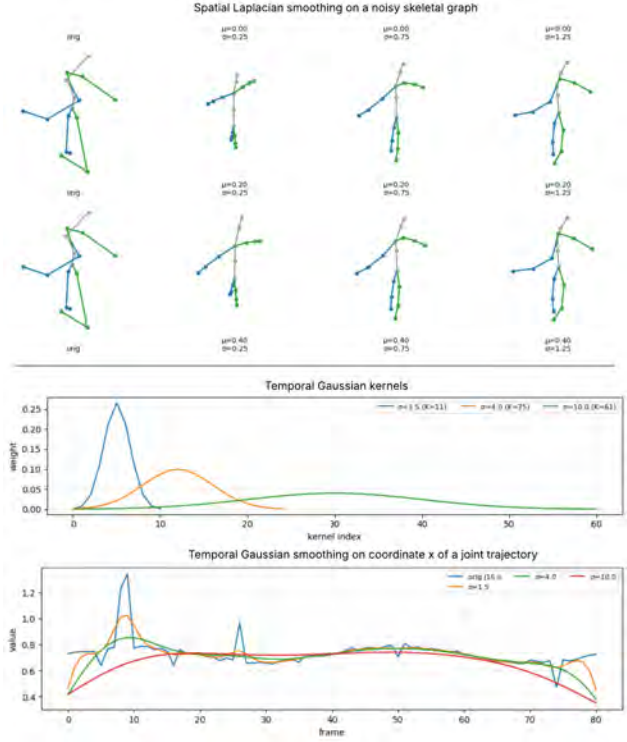 Spatial Laplacian smoothing on a noisy skeletal graph
orig
μ=0.00
σ=0.25
μ=0.00
σ=0.75
μ=0.00
σ=1.25
orig
μ=0.20
σ=0.25
μ=0.20
σ=0.75
μ=0.20
σ=1.25
orig
μ=0.40
σ=0.25
μ=0.40
σ=0.75
μ=0.40
σ=1.25
Temporal Gaussian kernels
(K=11)
σ=4.0 (K=75)
σ=10.0 (K=61)
weight
0.25
0.20
0.15
0.10
0.05
0.00
0
10
20
30
40
50
60
kernel index
Temporal Gaussian smoothing on coordinate x of a joint trajectory
orig
σ=1.5
σ=4.0
σ=10.0
value
1.2
1.0
0.8
0.6
0.4
0
10
20
30
40
50
60
70
80
frame